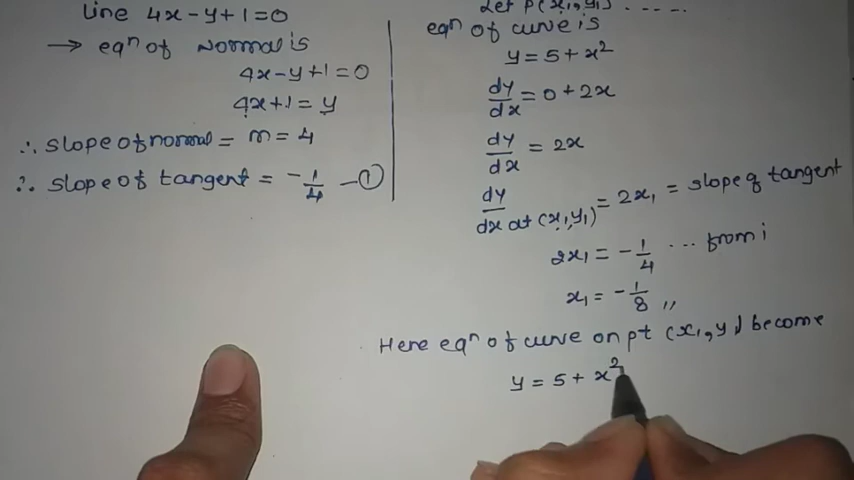 Line 4x-y+1=0
→ eqⁿ of Normal is
4x-y+1=0
4x+1=y
∴ slope of normal = m = 4
∴ slope of tangent = -1/4 -①
Let P(x₁,y₁) .....
eqⁿ of curve is
y = 5+x²
dy/dx = 0+2x
dy/dx = 2x
dy/dx at (x₁,y₁) = 2x₁ = slope of tangent
2x₁ = -1/4 ... from i
x₁ = -1/8 ,,
Here eqⁿ of curve on pt (x₁,y₁) become
y = 5+x²